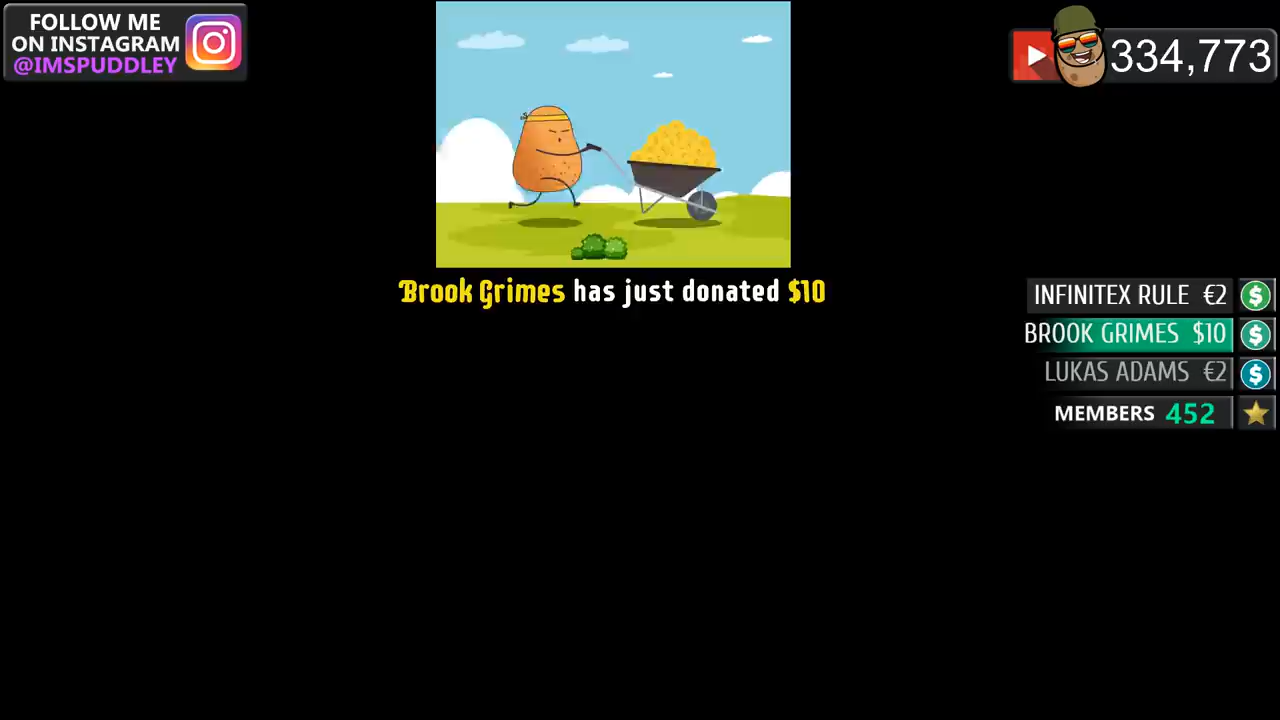 FOLLOW ME
ON INSTAGRAM
@IMSPUDDLEY
334,773
Brook Grimes has just donated $10
INFINITEX RULE €2
BROOK GRIMES $10
LUKAS ADAMS €2
MEMBERS 452